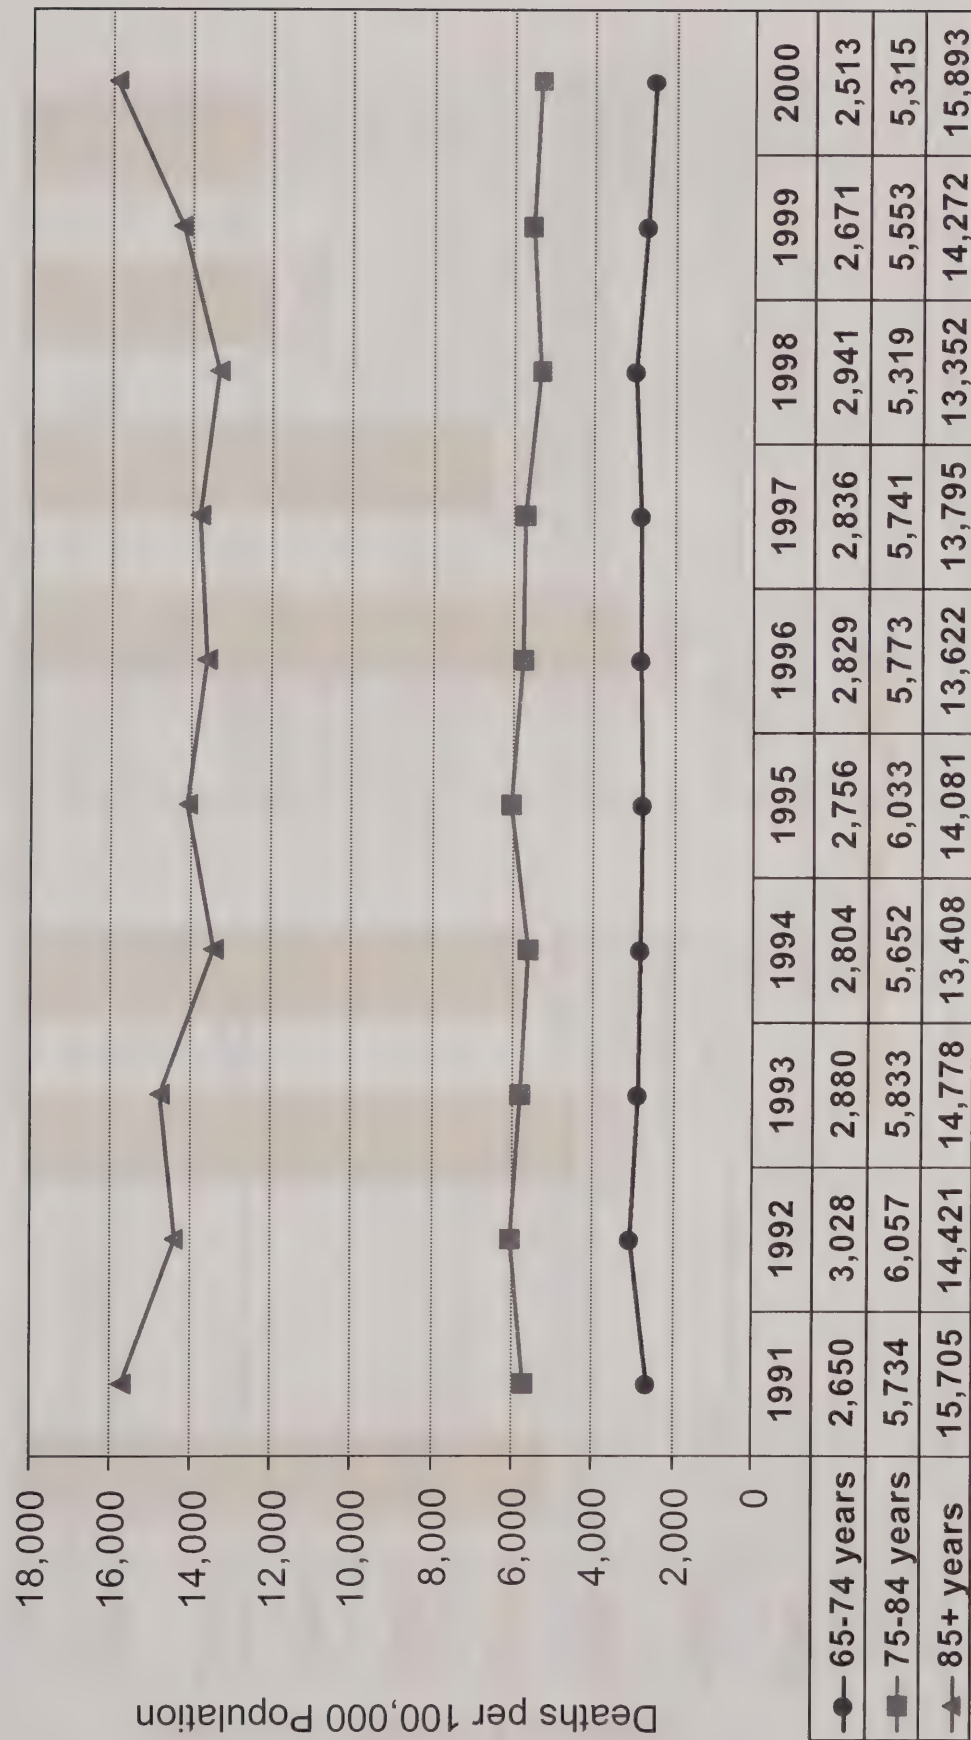 Deaths per 100,000 Population
18,000
16,000
14,000
12,000
10,000
8,000
6,000
4,000
2,000
0
1991 1992 1993 1994 1995 1996 1997 1998 1999 2000
65-74 years 2,650 3,028 2,880 2,804 2,756 2,829 2,836 2,941 2,671 2,513
75-84 years 5,734 6,057 5,833 5,652 6,033 5,773 5,741 5,319 5,553 5,315
85+ years 15,705 14,421 14,778 13,408 14,081 13,622 13,795 13,352 14,272 15,893